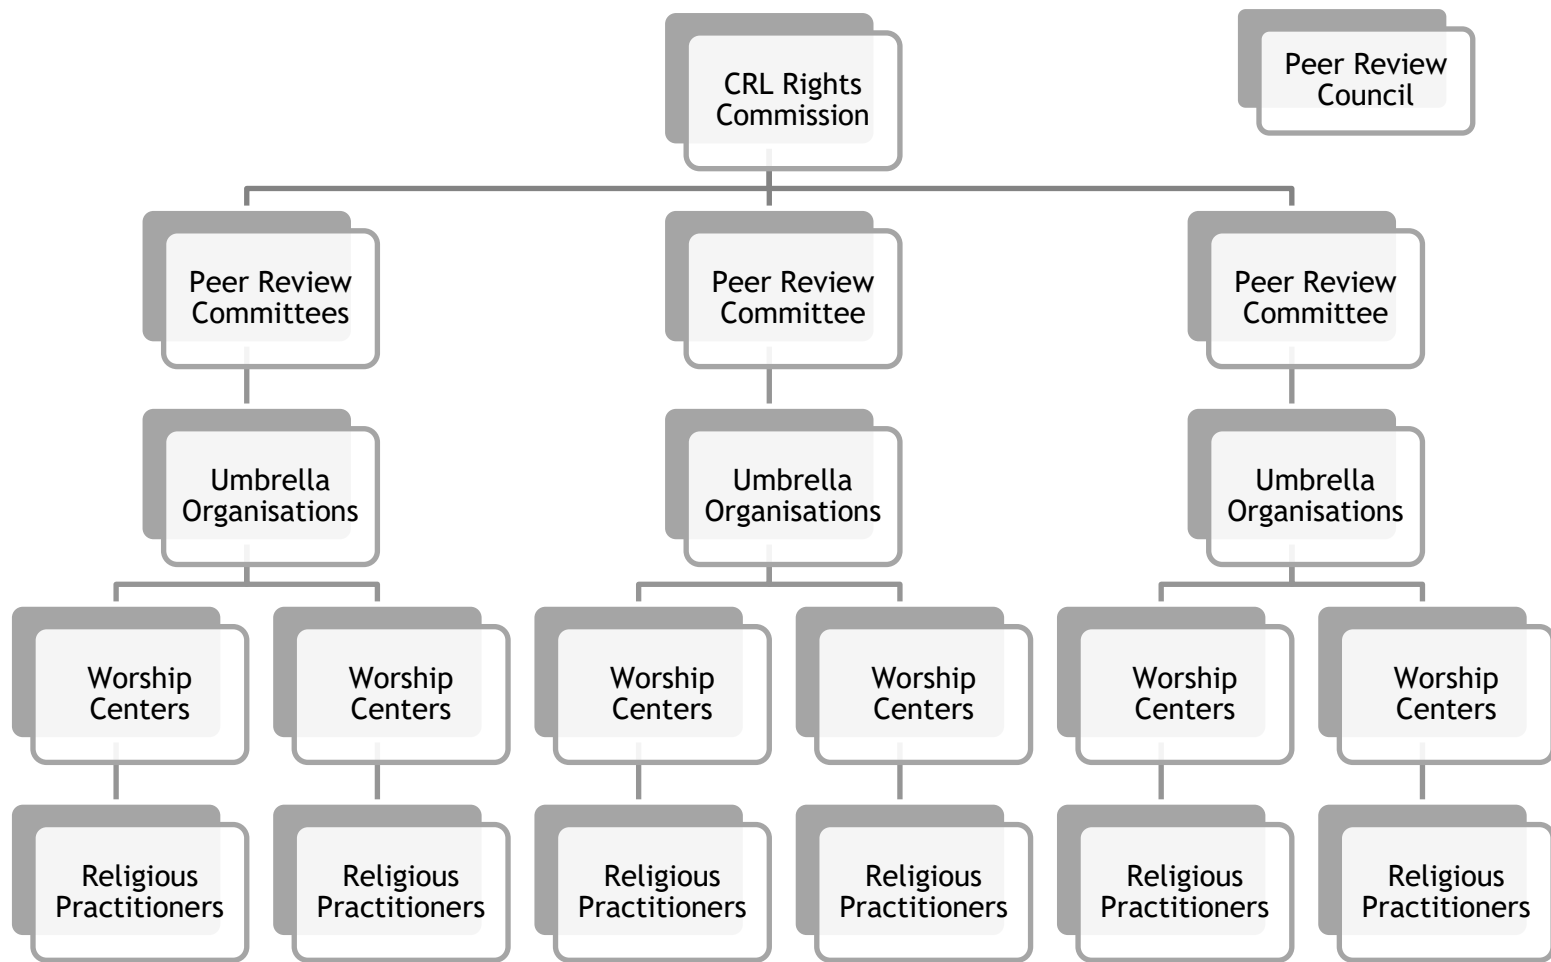 CRL Rights
Commission
Peer Review
Council
Peer Review
Committees
Peer Review
Committee
Peer Review
Committee
Umbrella
Organisations
Umbrella
Organisations
Umbrella
Organisations
Worship
Centers
Worship
Centers
Worship
Centers
Worship
Centers
Worship
Centers
Worship
Centers
Religious
Practitioners
Religious
Practitioners
Religious
Practitioners
Religious
Practitioners
Religious
Practitioners
Religious
Practitioners